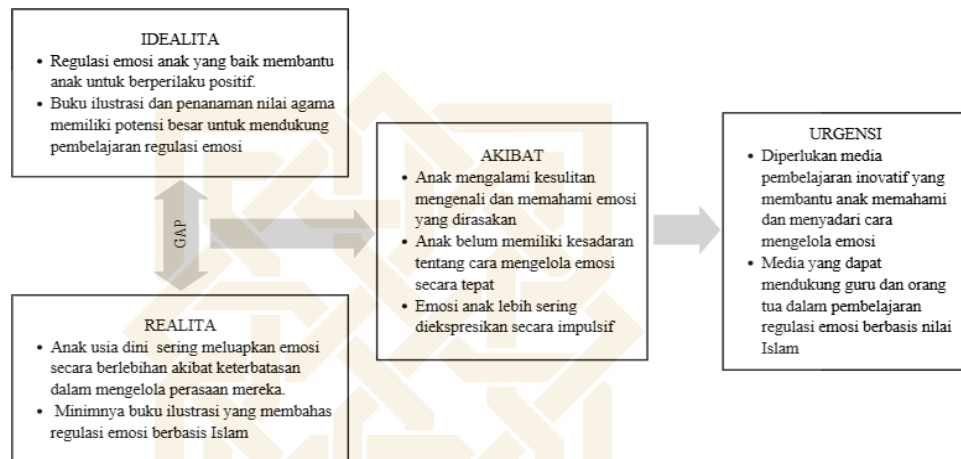 IDEALITA
• Regulasi emosi anak yang baik membantu
anak untuk berperilaku positif.
• Buku ilustrasi dan penanaman nilai agama
memiliki potensi besar untuk mendukung
pembelajaran regulasi emosi
GAP
REALITA
• Anak usia dini sering meluapkan emosi
secara berlebihan akibat keterbatasan
dalam mengelola perasaan mereka.
• Minimnya buku ilustrasi yang membahas
regulasi emosi berbasis Islam
AKIBAT
• Anak mengalami kesulitan
mengenali dan memahami emosi
yang dirasakan
• Anak belum memiliki kesadaran
tentang cara mengelola emosi
secara tepat
• Emosi anak lebih sering
diekspresikan secara impulsif
URGENSI
• Diperlukan media
pembelajaran inovatif yang
membantu anak memahami
dan menyadari cara
mengelola emosi
• Media yang dapat
mendukung guru dan orang
tua dalam pembelajaran
regulasi emosi berbasis nilai
Islam